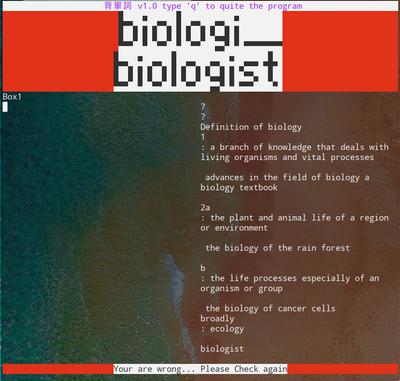 背單詞 v1.0 type 'q' to quite the program
biologi__
biologist
Box1
?
?
Definition of biology
1
: a branch of knowledge that deals with
living organisms and vital processes
advances in the field of biology a
biology textbook
2a
: the plant and animal life of a region
or environment
the biology of the rain forest
b
: the life processes especially of an
organism or group
the biology of cancer cells
broadly
: ecology
biologist
Your are wrong... Please Check again